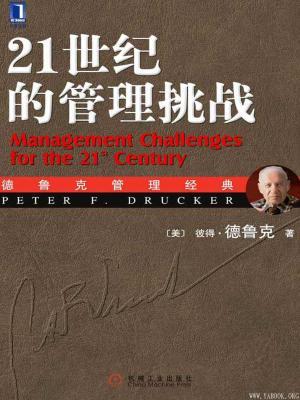 21世纪
的管理挑战
Management Challenges
for the 21st Century
德鲁克管理经典
PETER F. DRUCKER
〔美〕 彼得·德鲁克 著
机械工业出版社
China Machine Press
WWW.YABOOK.ORG